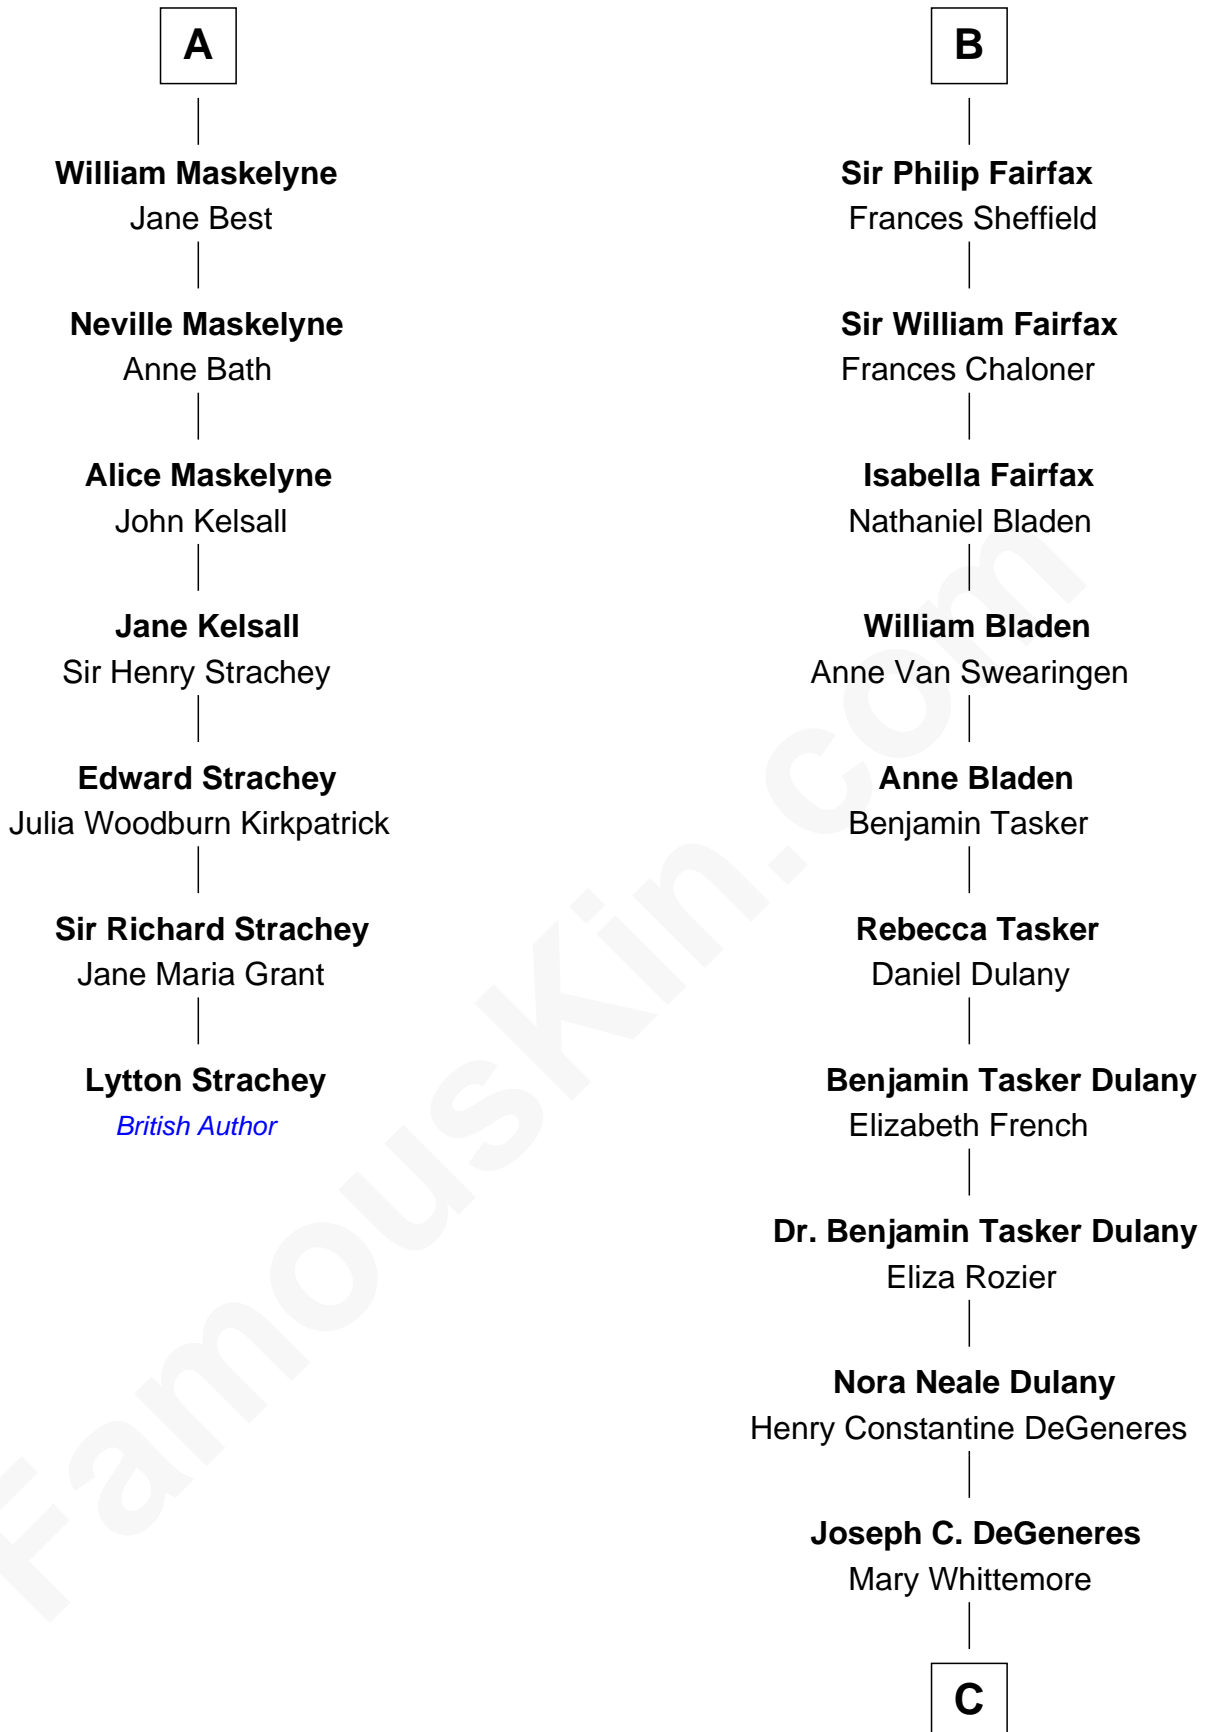 A
William Maskelyne
Jane Best
Neville Maskelyne
Anne Bath
Alice Maskelyne
John Kelsall
Jane Kelsall
Sir Henry Strachey
Edward Strachey
Julia Woodburn Kirkpatrick
Sir Richard Strachey
Jane Maria Grant
Lytton Strachey
British Author
B
Sir Philip Fairfax
Frances Sheffield
Sir William Fairfax
Frances Chaloner
Isabella Fairfax
Nathaniel Bladen
William Bladen
Anne Van Swearingen
Anne Bladen
Benjamin Tasker
Rebecca Tasker
Daniel Dulany
Benjamin Tasker Dulany
Elizabeth French
Dr. Benjamin Tasker Dulany
Eliza Rozier
Nora Neale Dulany
Henry Constantine DeGeneres
Joseph C. DeGeneres
Mary Whittemore
C
FamousKin.com